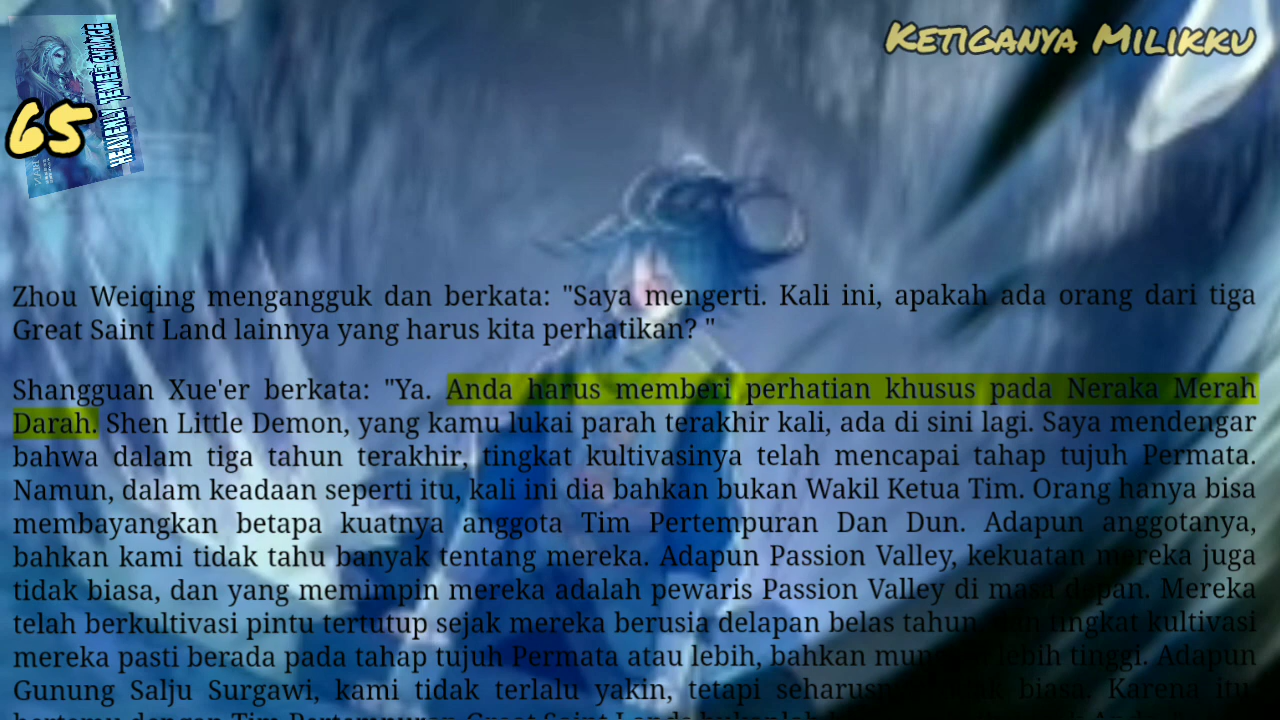 Ketiganya Milikku
HEAVENLY JEWEL CHANGE
65
Zhou Weiqing mengangguk dan berkata: "Saya mengerti. Kali ini, apakah ada orang dari tiga
Great Saint Land lainnya yang harus kita perhatikan? "
Shangguan Xue'er berkata: "Ya. Anda harus memberi perhatian khusus pada Neraka Merah
Darah. Shen Little Demon, yang kamu lukai parah terakhir kali, ada di sini lagi. Saya mendengar
bahwa dalam tiga tahun terakhir, tingkat kultivasinya telah mencapai tahap tujuh Permata.
Namun, dalam keadaan seperti itu, kali ini dia bahkan bukan Wakil Ketua Tim. Orang hanya bisa
membayangkan betapa kuatnya anggota Tim Pertempuran Dan Dun. Adapun anggotanya,
bahkan kami tidak tahu banyak tentang mereka. Adapun Passion Valley, kekuatan mereka juga
tidak biasa, dan yang memimpin mereka adalah pewaris Passion Valley di masa depan. Mereka
telah berkultivasi pintu tertutup sejak mereka berusia delapan belas tahun, dan tingkat kultivasi
mereka pasti berada pada tahap tujuh Permata atau lebih, bahkan mungkin lebih tinggi. Adapun
Gunung Salju Surgawi, kami tidak terlalu yakin, tetapi biasa. Karena itu,